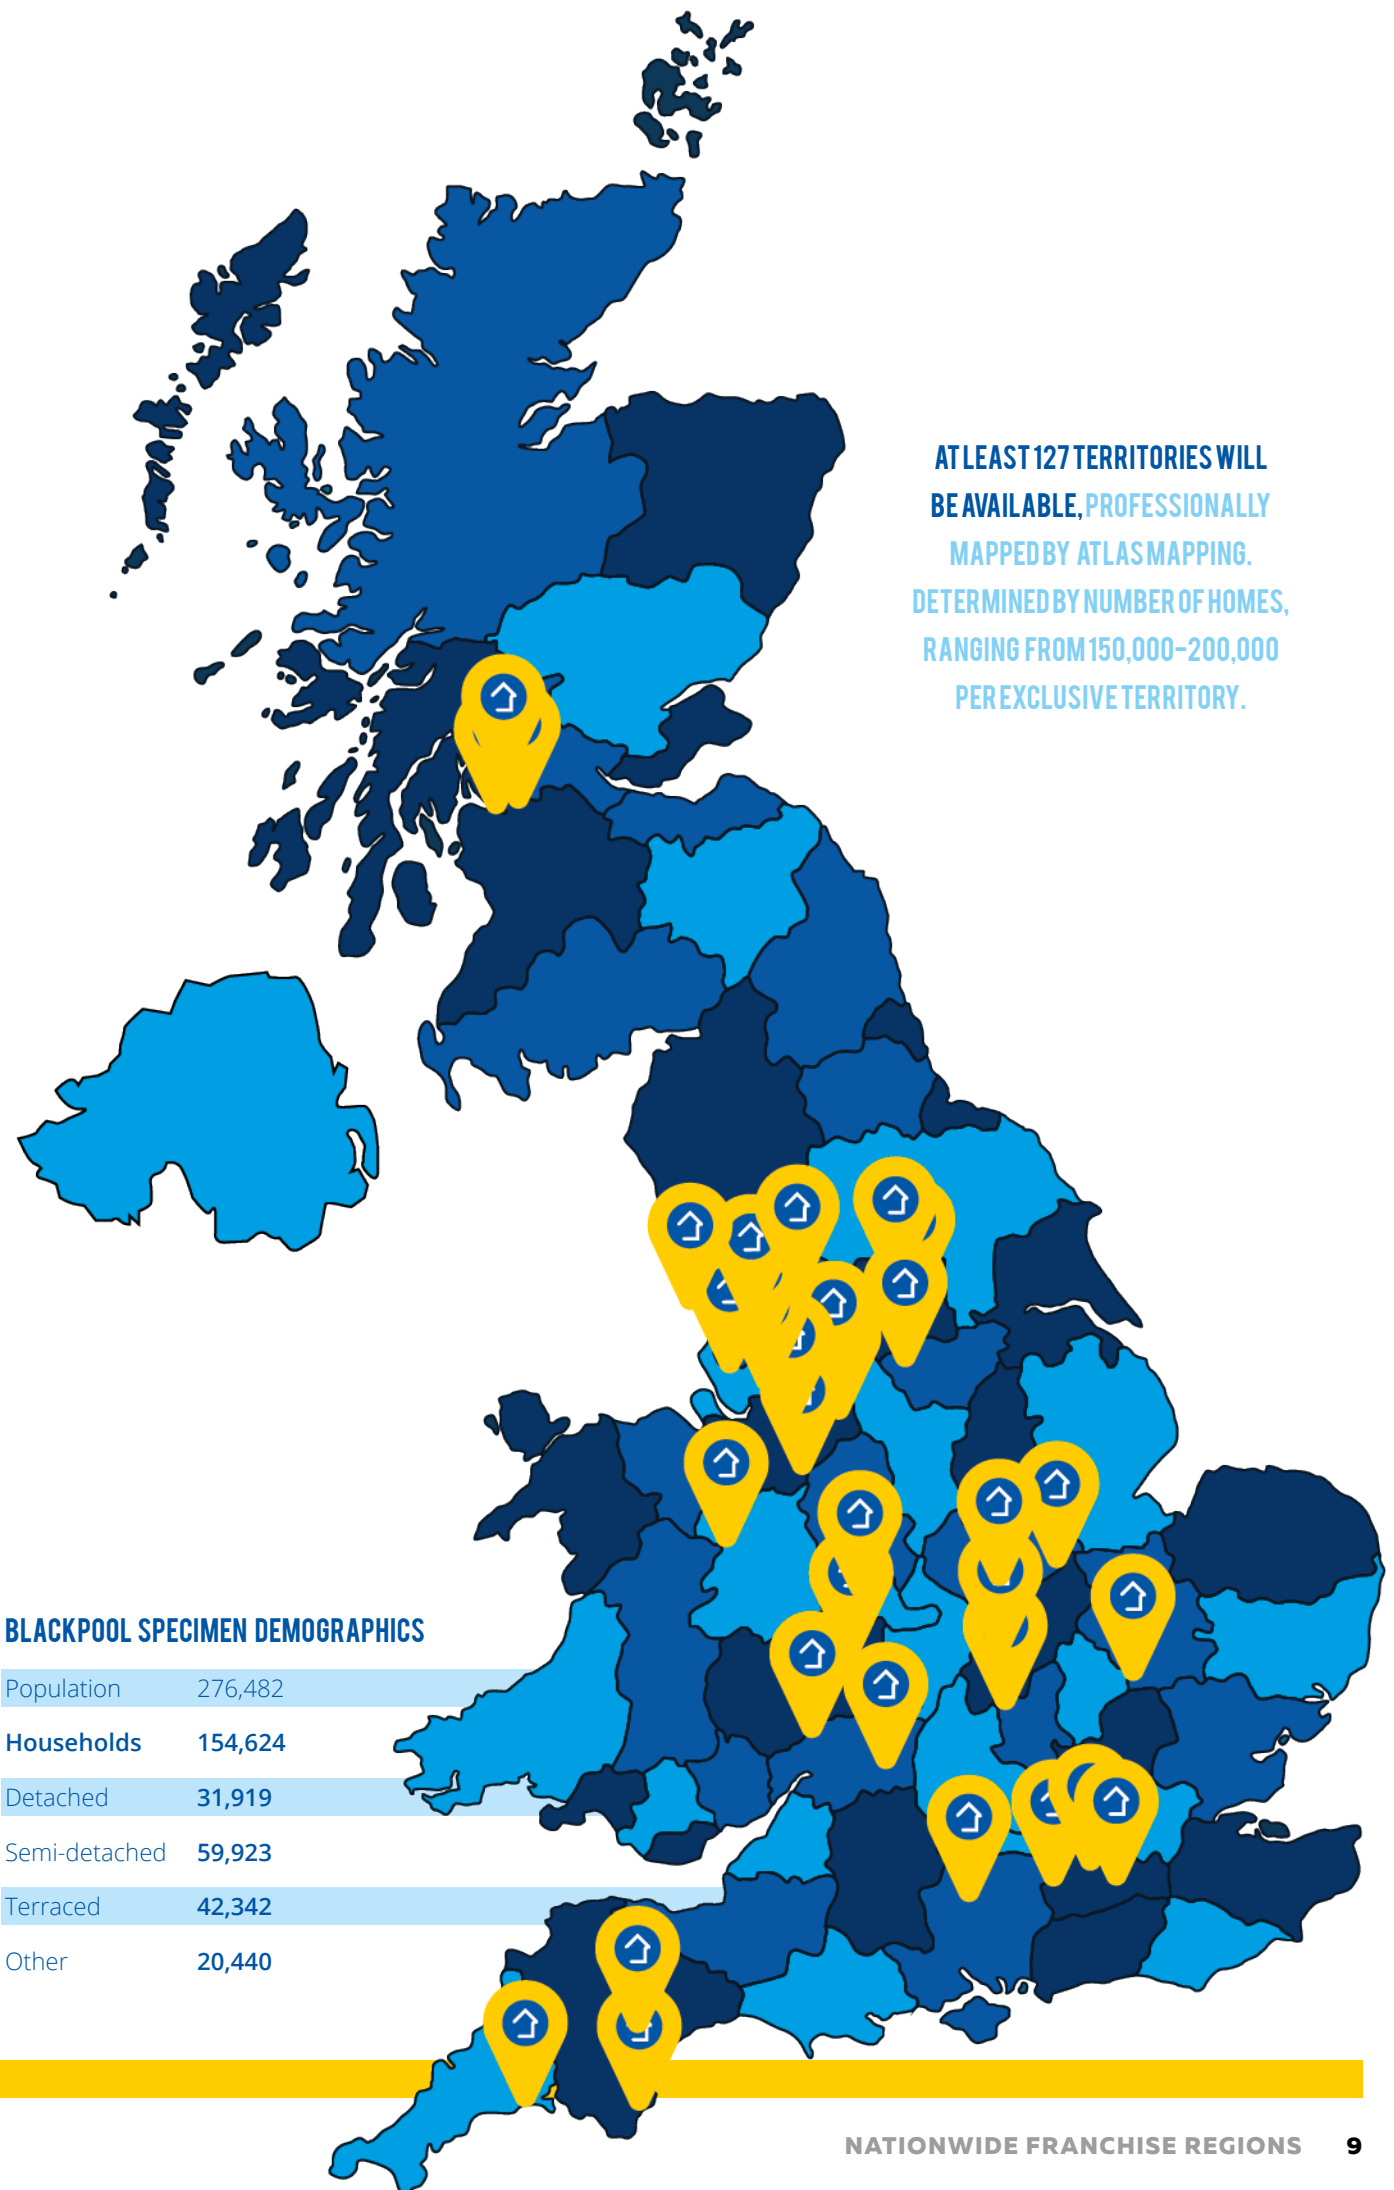 AT LEAST 127 TERRITORIES WILL
BE AVAILABLE, PROFESSIONALLY
MAPPED BY ATLAS MAPPING.
DETERMINED BY NUMBER OF HOMES,
RANGING FROM 150,000-200,000
PER EXCLUSIVE TERRITORY.
BLACKPOOL SPECIMEN DEMOGRAPHICS
Population 276,482
Households 154,624
Detached 31,919
Semi-detached 59,923
Terraced 42,342
Other 20,440
NATIONWIDE FRANCHISE REGIONS 9